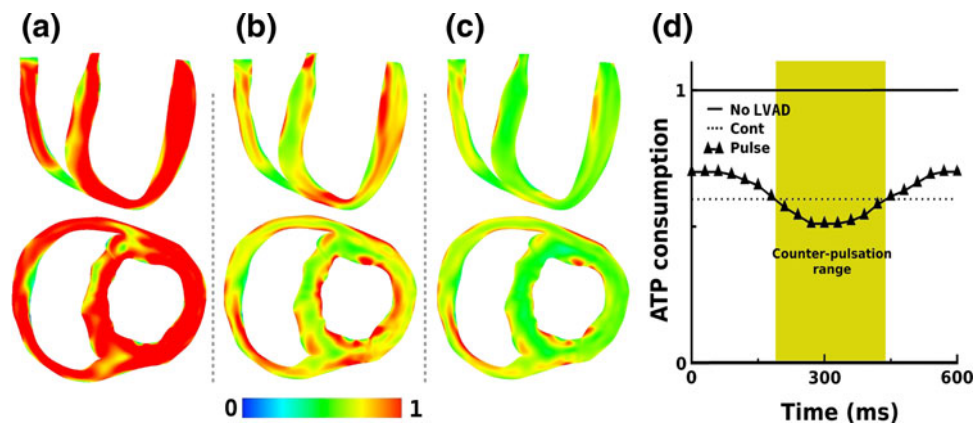 (a)
(b)
(c)
(d)
0
1
ATP consumption
1
0
No LVAD
Cont
Pulse
Counter-pulsation
range
0
300
600
Time (ms)